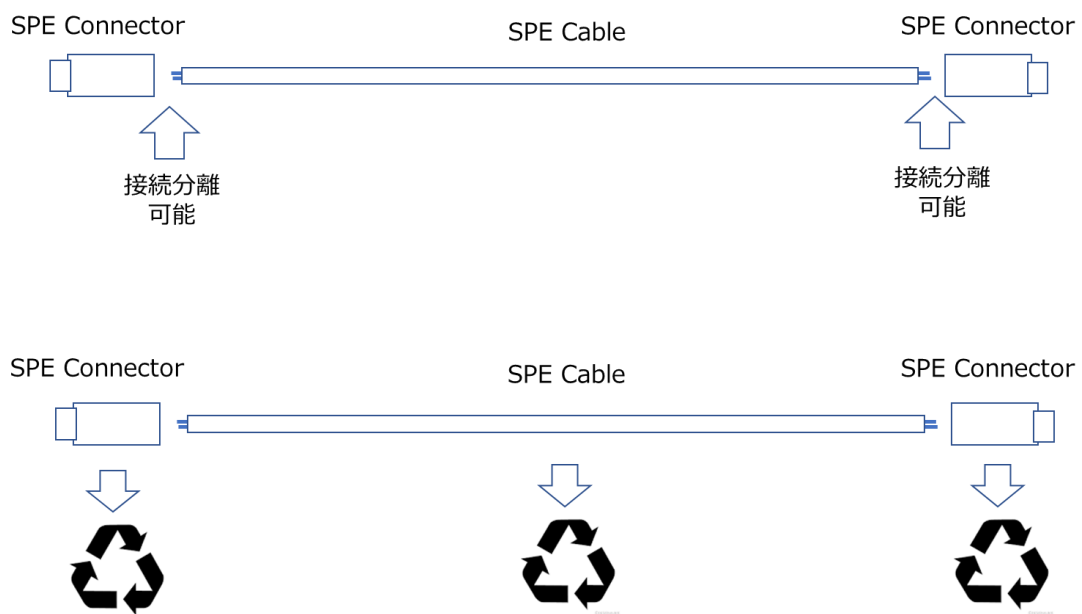 SPE Connector
SPE Cable
SPE Connector
接続分離
可能
接続分離
可能
SPE Connector
SPE Cable
SPE Connector